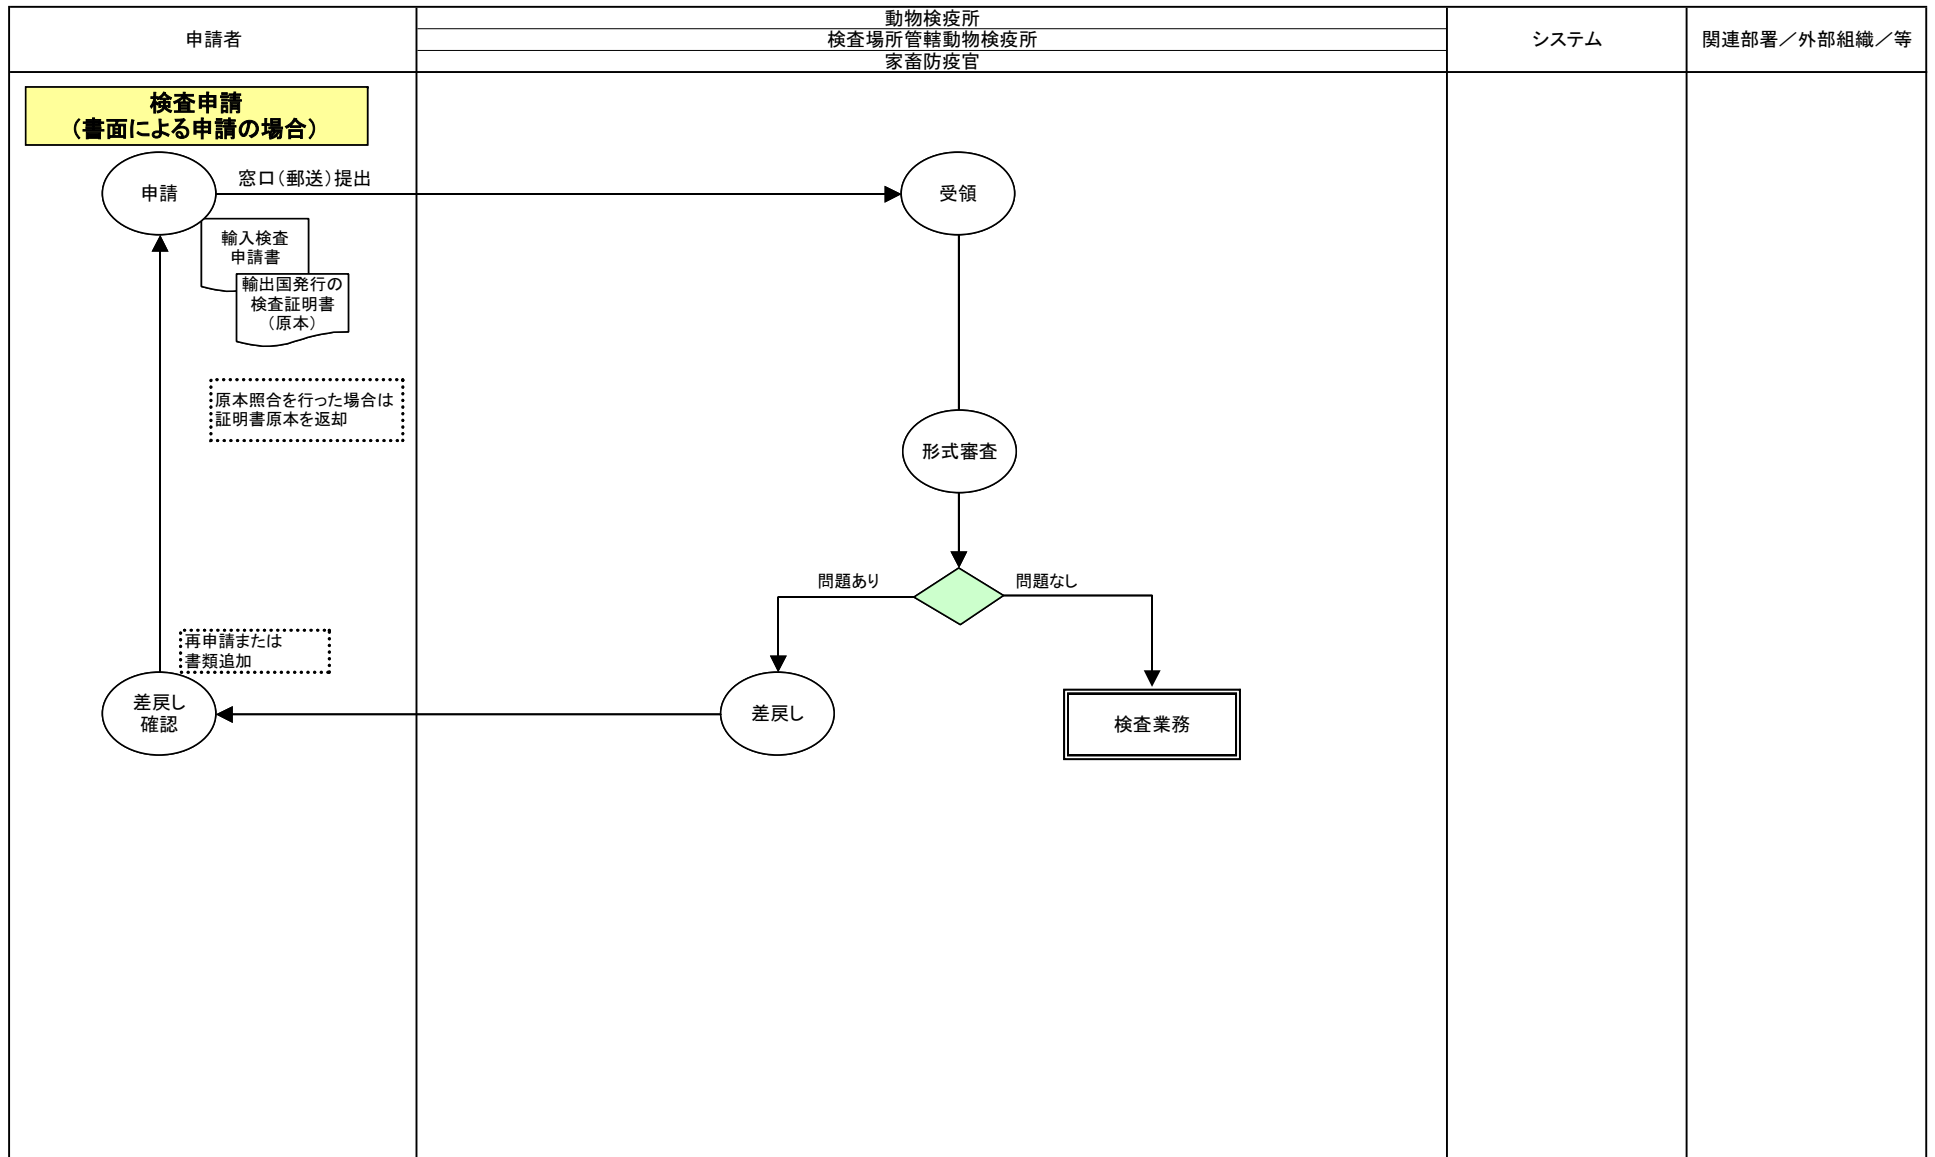 申請者
動物検疫所
検査場所管轄動物検疫所
家畜防疫官
システム
関連部署／外部組織／等
検査申請
（書面による申請の場合）
申請
窓口（郵送）提出
受領
輸入検査
申請書
輸出国発行の
検査証明書
（原本）
原本照合を行った場合は
証明書原本を返却
形式審査
問題あり
問題なし
再申請または
書類追加
差戻し
確認
差戻し
検査業務